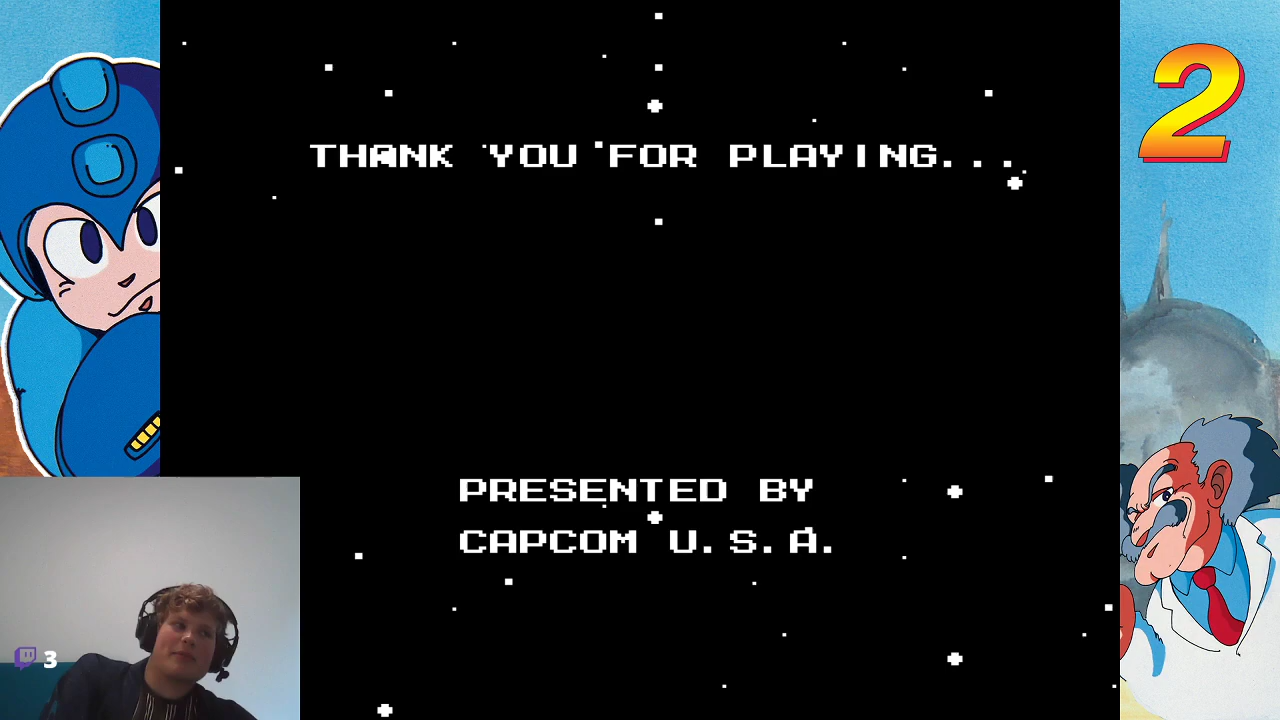 2
THANK YOU FOR PLAYING...
PRESENTED BY
CAPCOM U.S.A.
3